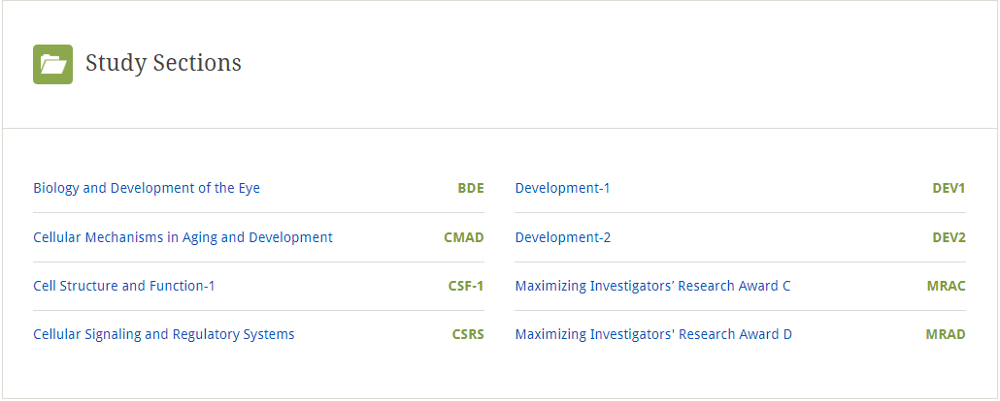 Study Sections
Biology and Development of the Eye BDE
Cellular Mechanisms in Aging and Development CMAD
Cell Structure and Function-1 CSF-1
Cellular Signaling and Regulatory Systems CSRS
Development-1 DEV1
Development-2 DEV2
Maximizing Investigators’ Research Award C MRAC
Maximizing Investigators' Research Award D MRAD